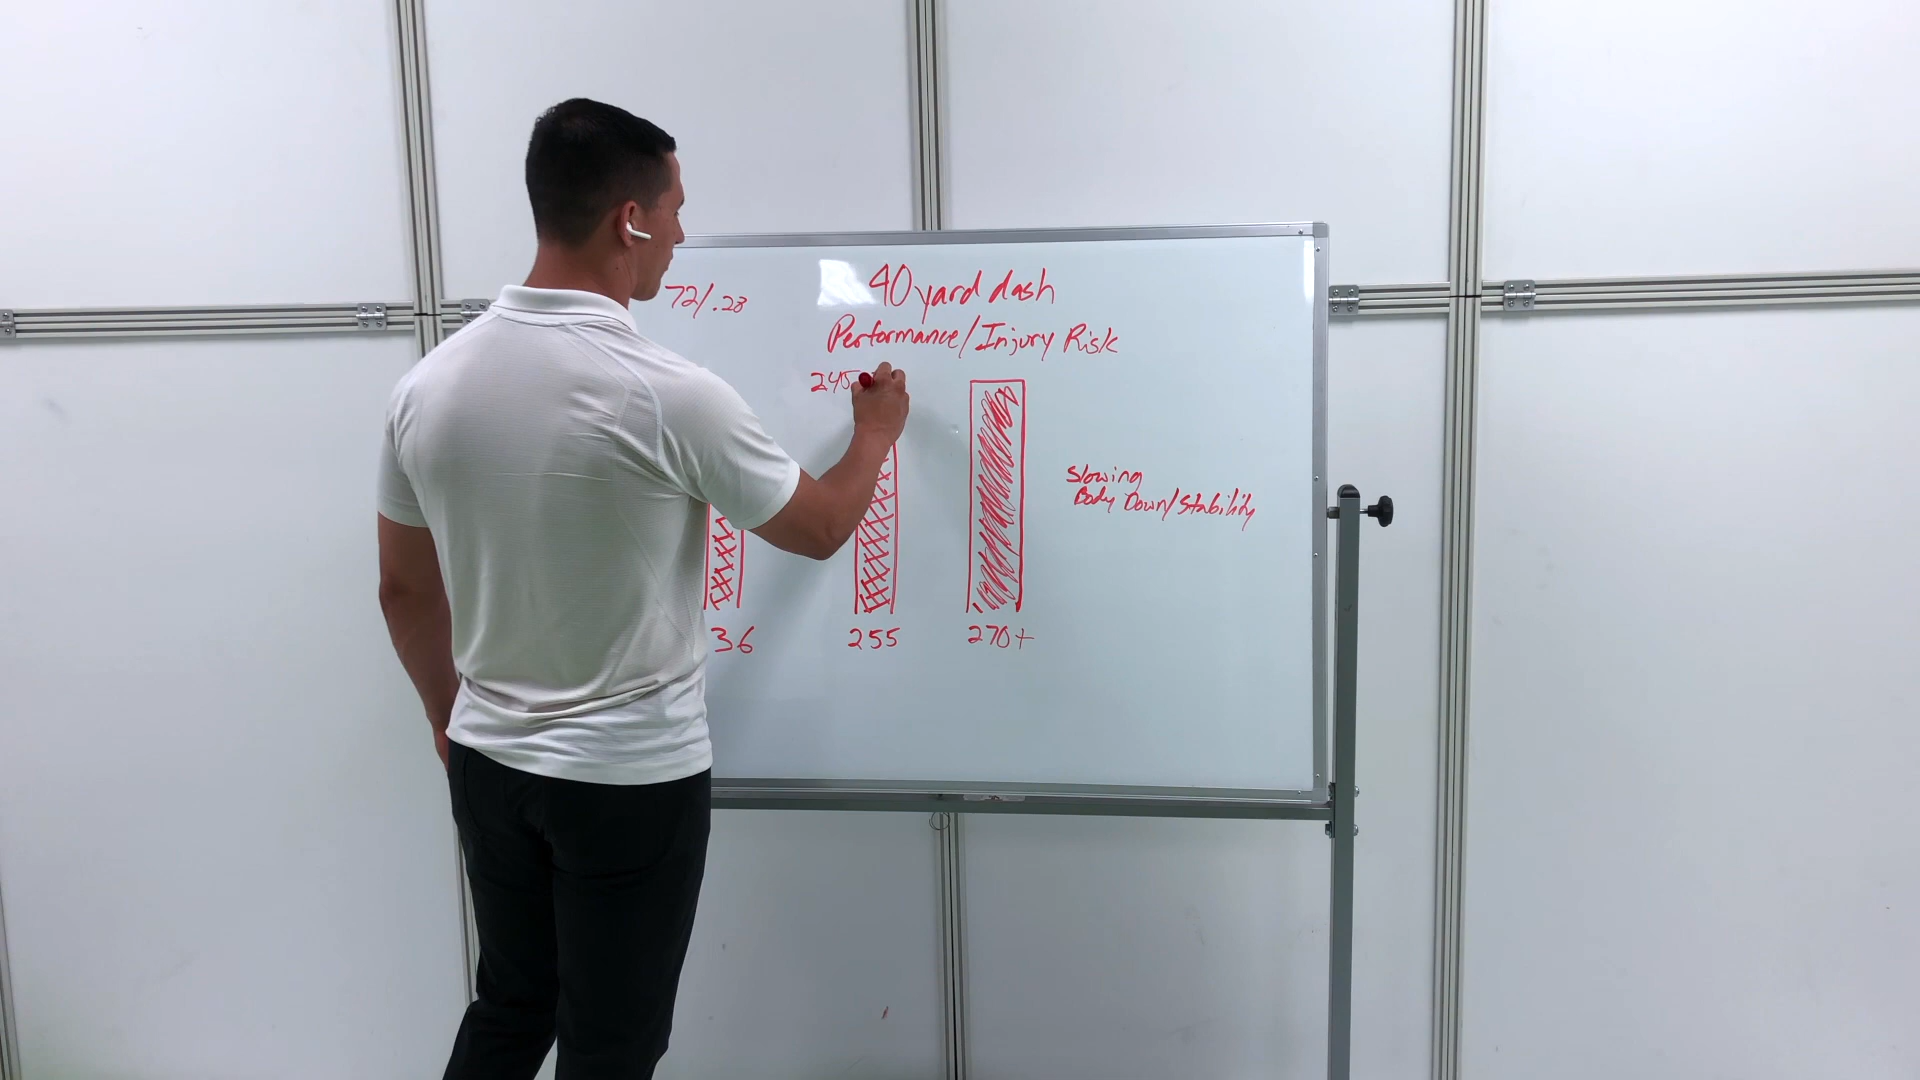 72/.28
40 yard dash
Performance/Injury Risk
245
Slowing
Body Down/Stability
36
255
270+